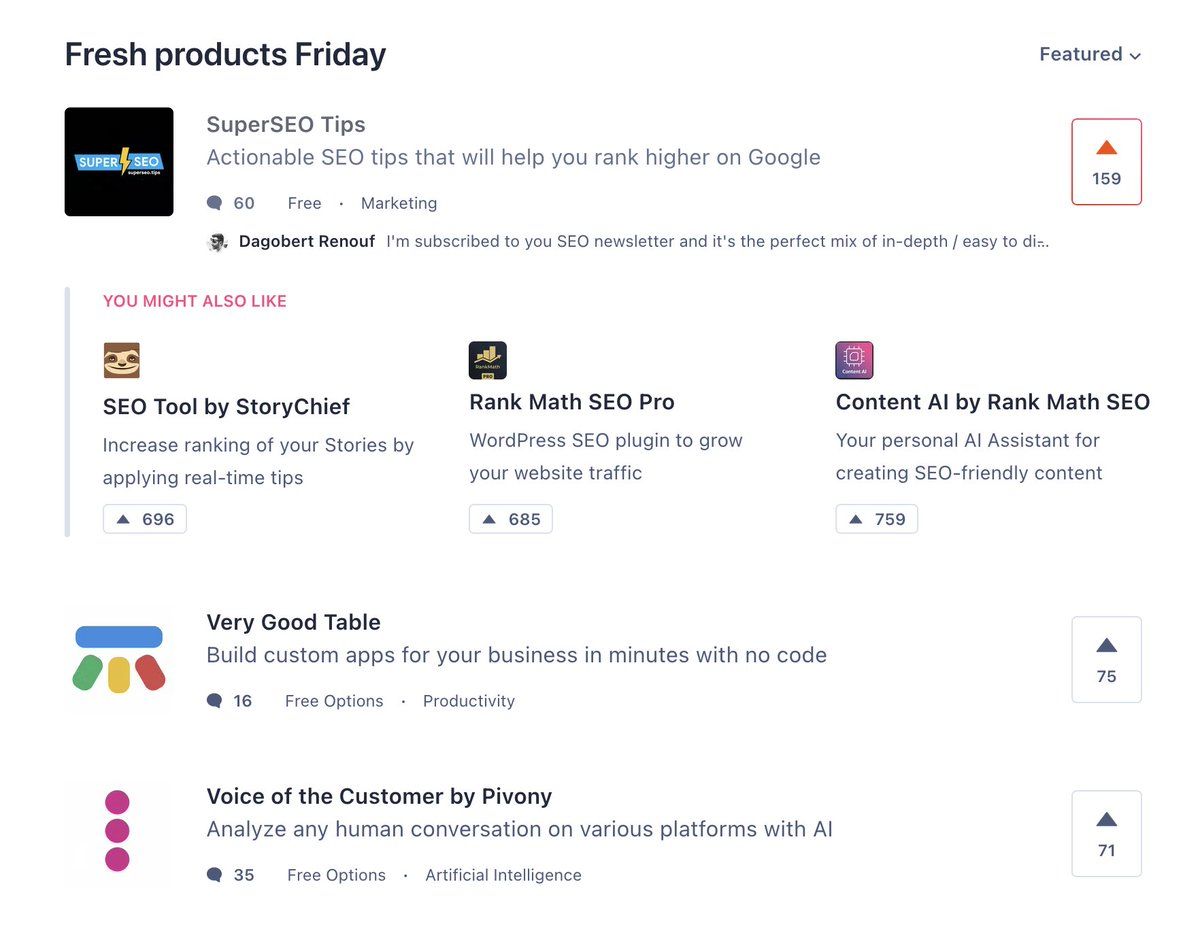 Fresh products Friday
Featured
SUPER SEO
superseo.tips
SuperSEO Tips
Actionable SEO tips that will help you rank higher on Google
60 Free · Marketing
159
Dagobert Renouf I'm subscribed to you SEO newsletter and it's the perfect mix of in-depth / easy to di...
YOU MIGHT ALSO LIKE
SEO Tool by StoryChief
Increase ranking of your Stories by
applying real-time tips
696
RankMath
PRO
Rank Math SEO Pro
WordPress SEO plugin to grow
your website traffic
685
Content AI
Content AI by Rank Math SEO
Your personal AI Assistant for
creating SEO-friendly content
759
Very Good Table
Build custom apps for your business in minutes with no code
16 Free Options · Productivity
75
Voice of the Customer by Pivony
Analyze any human conversation on various platforms with AI
35 Free Options · Artificial Intelligence
71